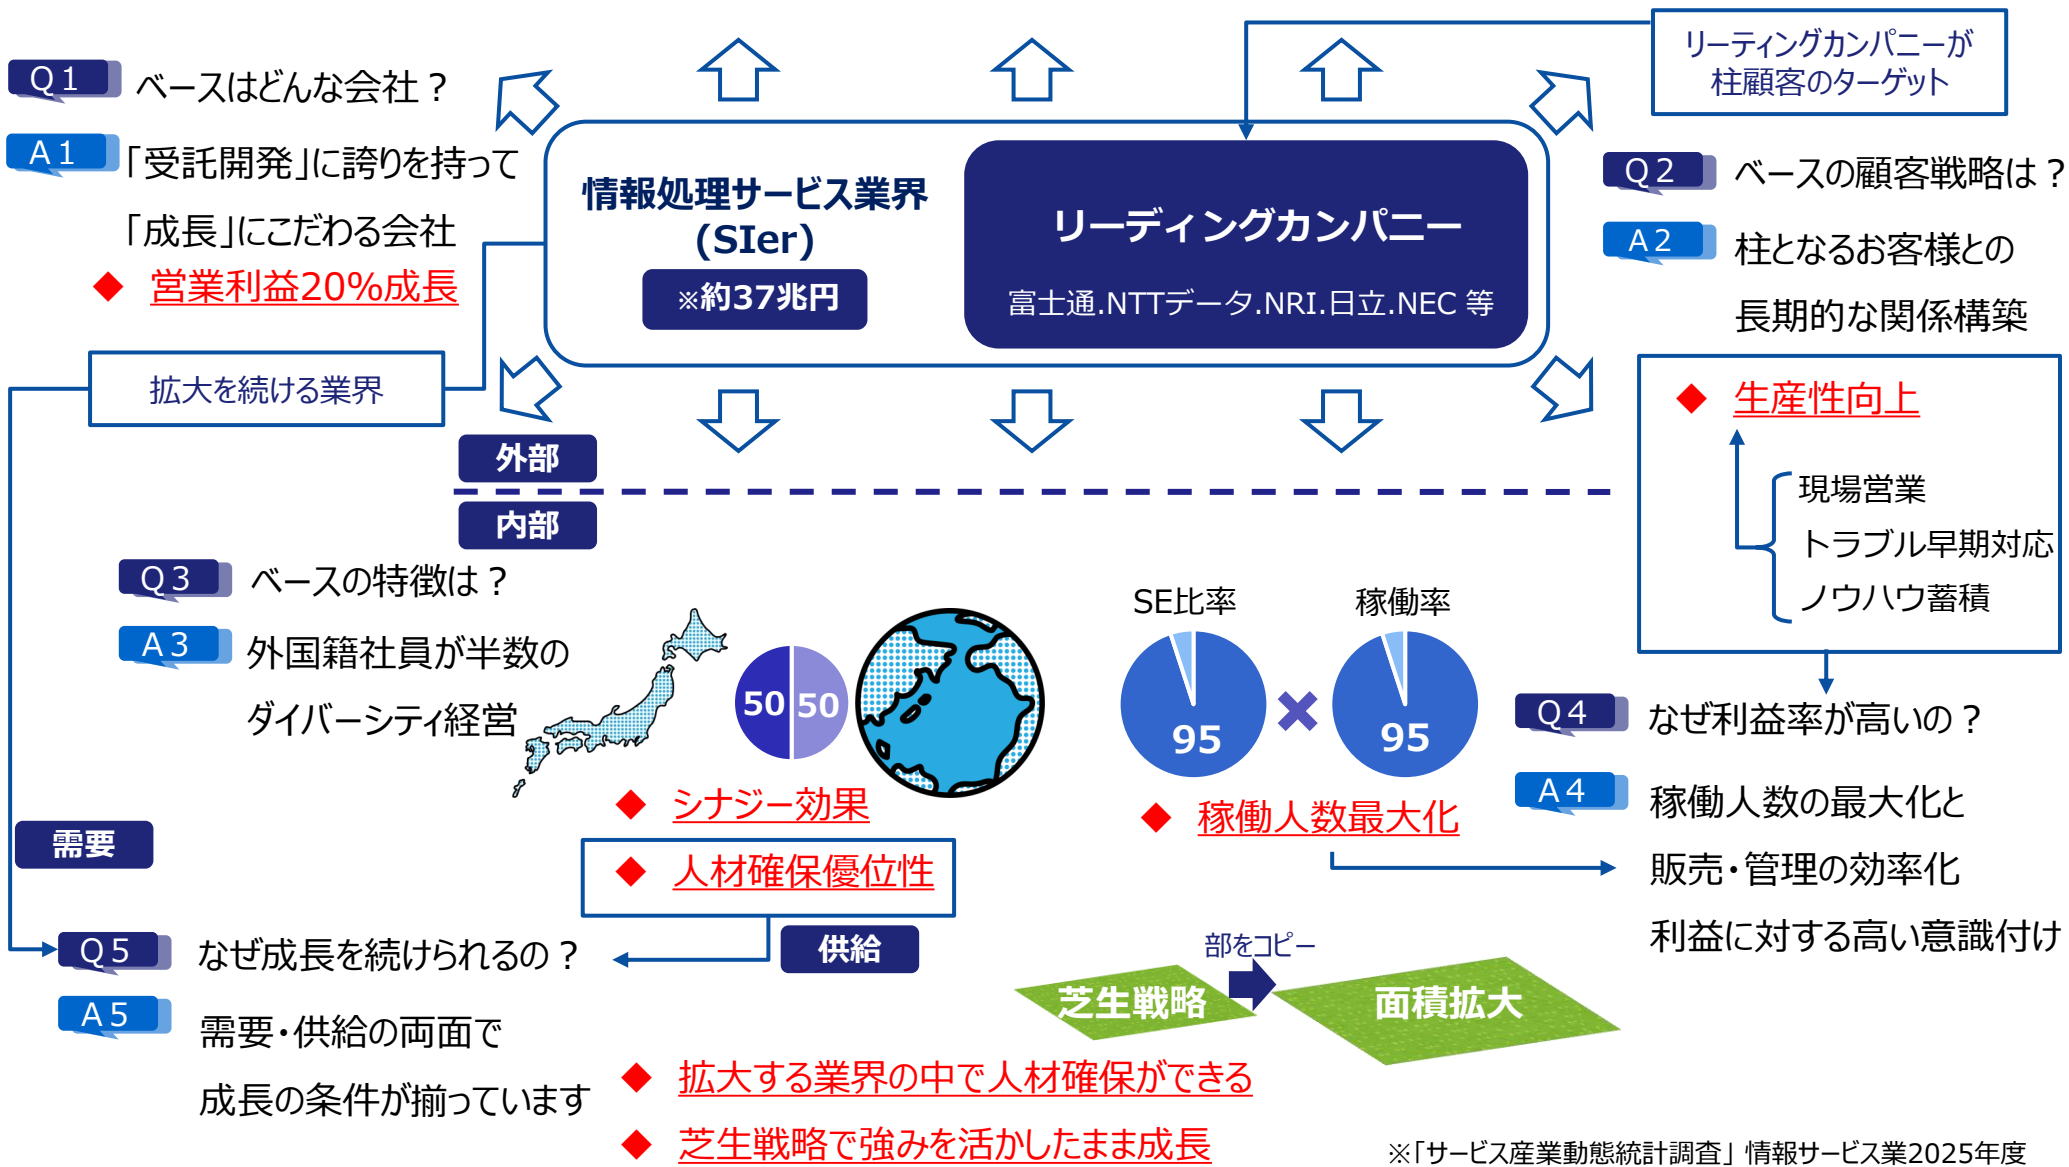 Q1 ベースはどんな会社？
A1 「受託開発」に誇りを持って
「成長」にこだわる会社
◆ 営業利益20%成長
拡大を続ける業界
情報処理サービス業界
(SIer)
※約37兆円
リーディングカンパニー
富士通.NTTデータ.NRI.日立.NEC 等
リーティングカンパニーが
柱顧客のターゲット
Q2 ベースの顧客戦略は？
A2 柱となるお客様との
長期的な関係構築
◆ 生産性向上
現場営業
トラブル早期対応
ノウハウ蓄積
外部
内部
Q3 ベースの特徴は？
A3 外国籍社員が半数の
ダイバーシティ経営
50 50
◆ シナジー効果
◆ 人材確保優位性
SE比率 稼働率
95 95
◆ 稼働人数最大化
Q4 なぜ利益率が高いの？
A4 稼働人数の最大化と
販売・管理の効率化
利益に対する高い意識付け
需要
供給
Q5 なぜ成長を続けられるの？
A5 需要・供給の両面で
成長の条件が揃っています
部をコピー
芝生戦略 面積拡大
◆ 拡大する業界の中で人材確保ができる
◆ 芝生戦略で強みを活かしたまま成長
※「サービス産業動態統計調査」 情報サービス業2025年度